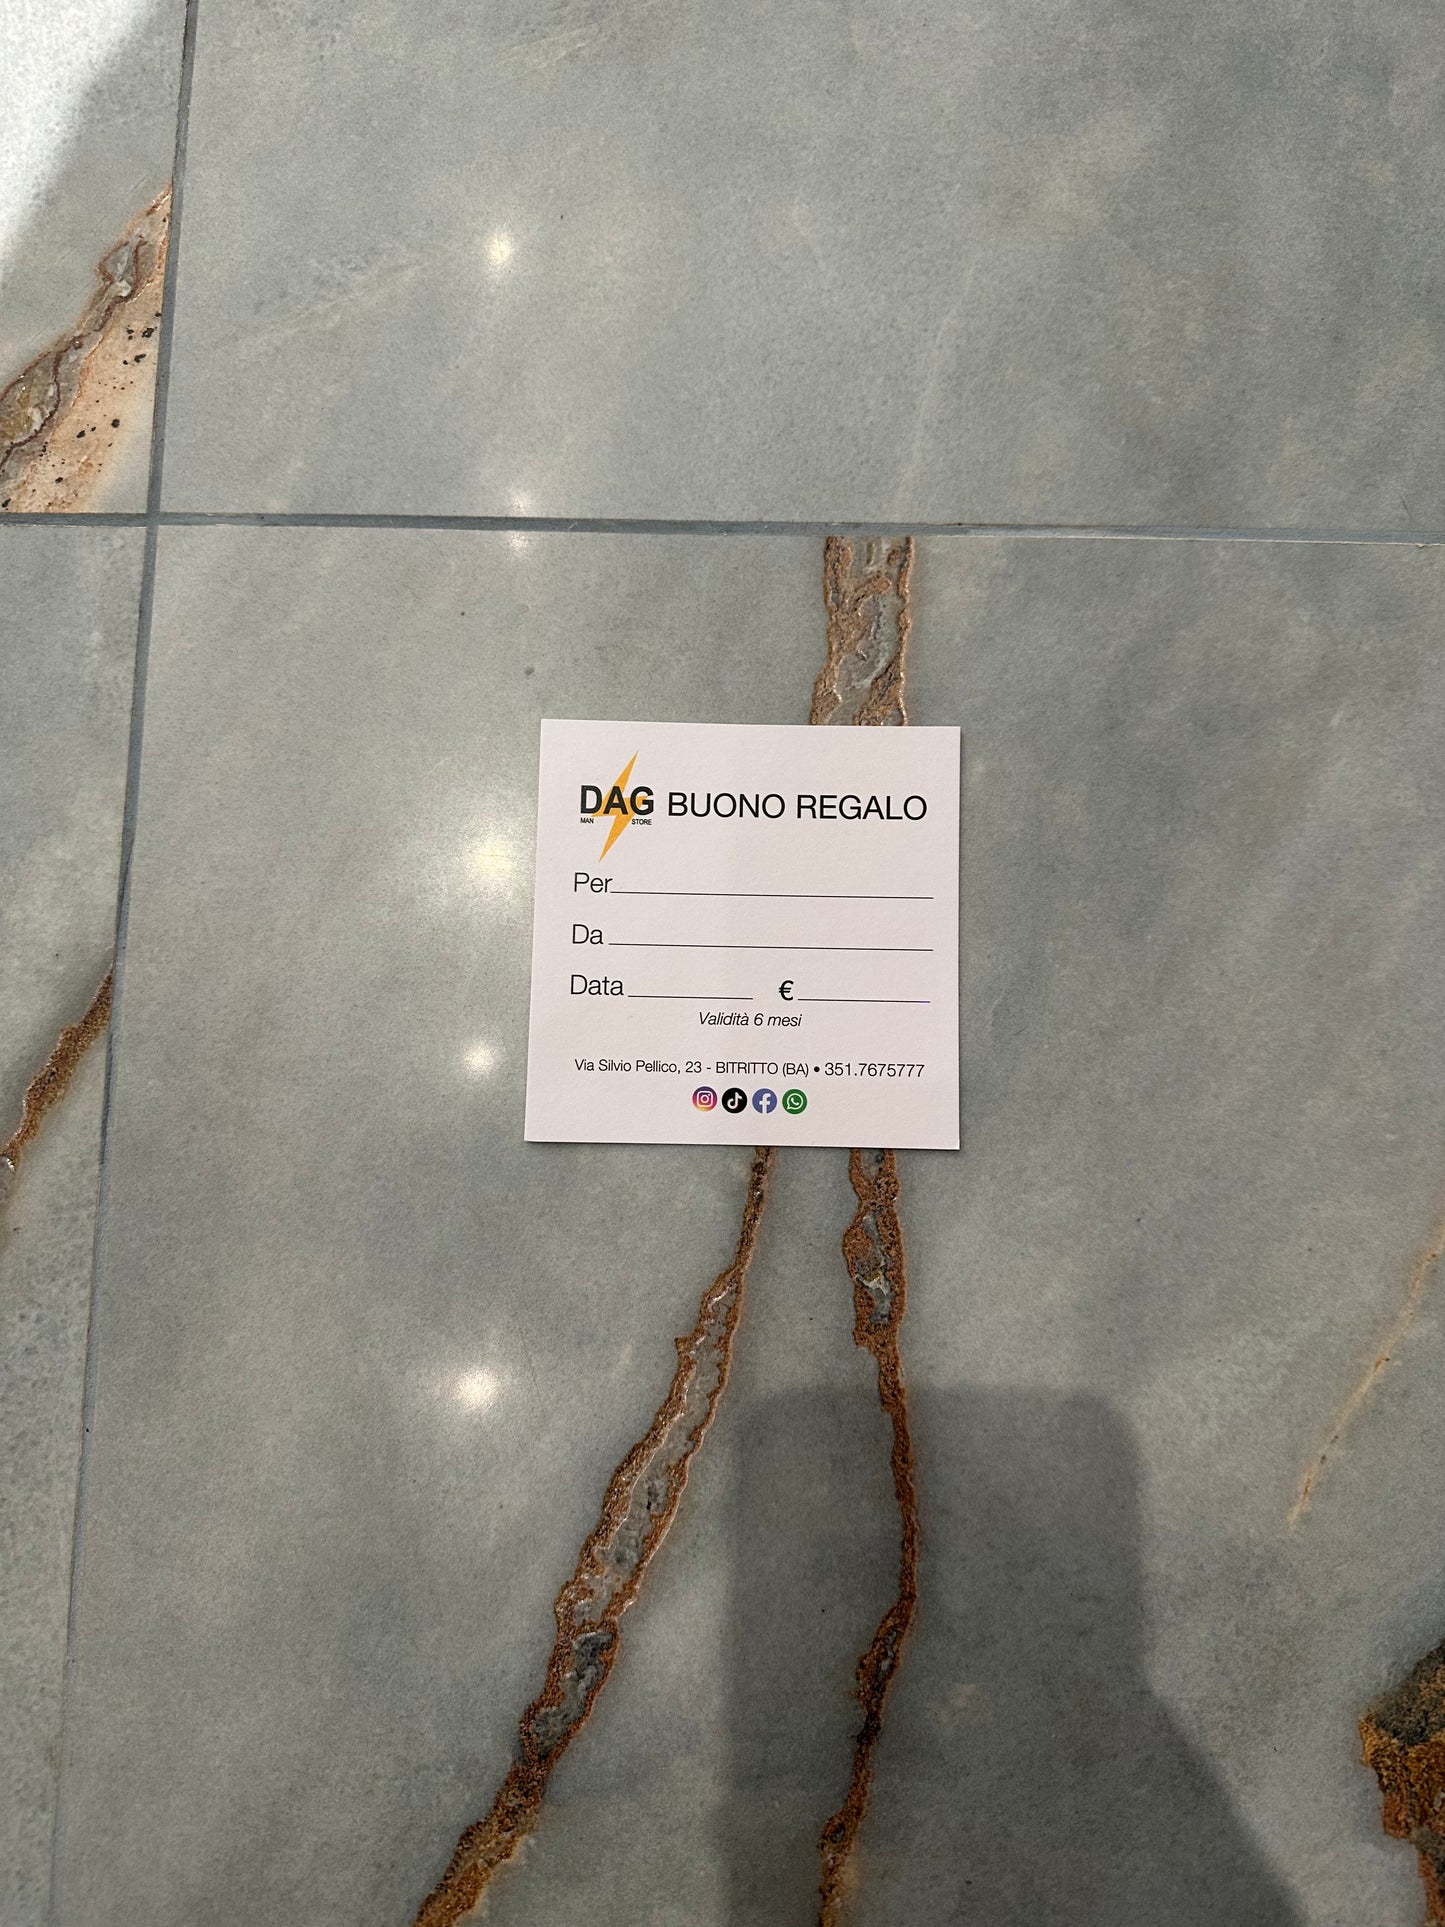 DAG BUONO REGALO
MAN STORE
Per
Da
Data €
Validità 6 mesi
Via Silvio Pellico, 23 - BITRITTO (BA) • 351.7675777